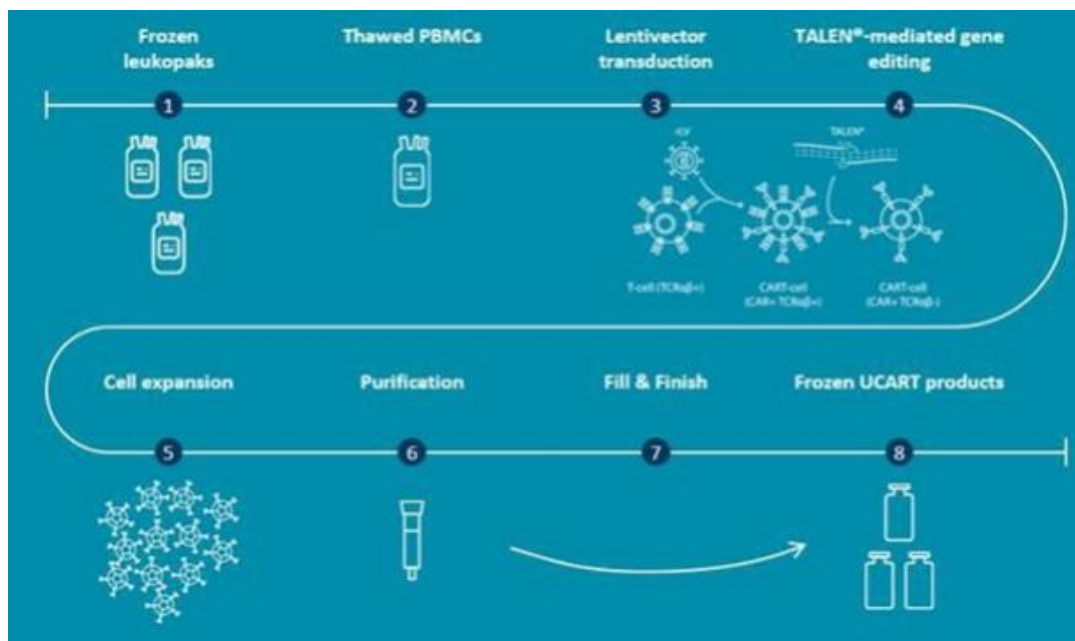 Frozen
leukopaks
Thawed PBMCs
Lentivector
transduction
TALEN®-mediated gene
editing
1
2
3
4
TALEN®
T-cell (TCRαβ+)
CART-cell
(CAR+ TCRαβ+)
CART-cell
(CAR+ TCRαβ-)
Cell expansion
Purification
Fill & Finish
Frozen UCART products
5
6
7
8